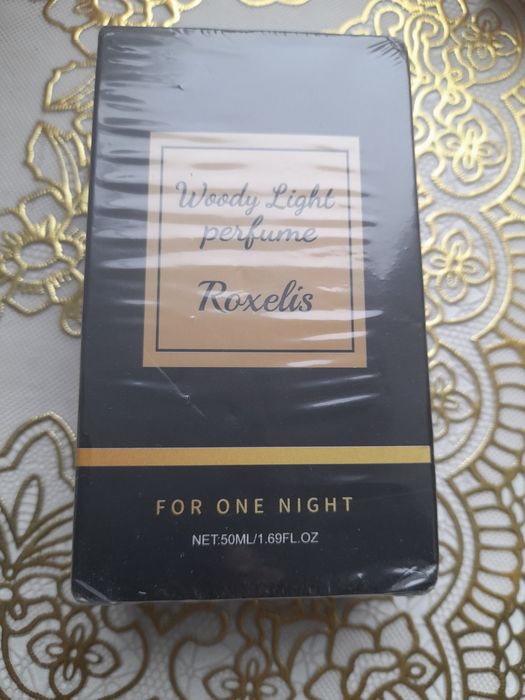 Woody Light
perfume
Roxelis
FOR ONE NIGHT
NET:50ML/1.69FL.OZ